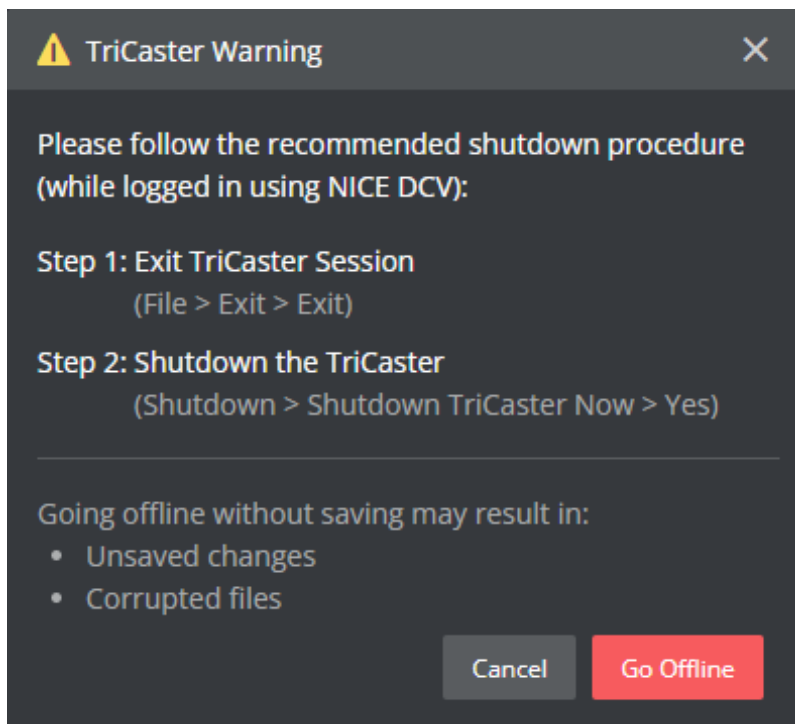 TriCaster Warning
Please follow the recommended shutdown procedure
(while logged in using NICE DCV):
Step 1: Exit TriCaster Session
(File > Exit > Exit)
Step 2: Shutdown the TriCaster
(Shutdown > Shutdown TriCaster Now > Yes)
Going offline without saving may result in:
• Unsaved changes
• Corrupted files
Cancel Go Offline